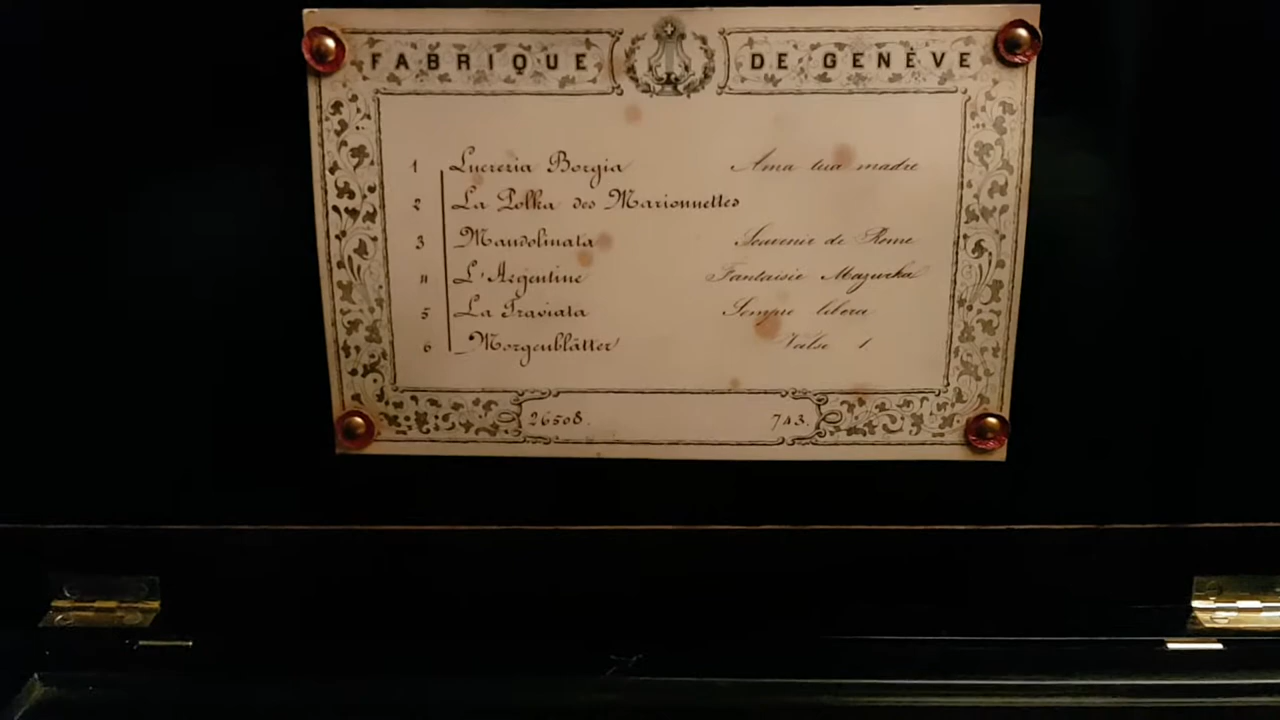 FABRIQUE DE GENÈVE
1 Lucrezia Borgia Ama tua madre
2 La Polka des Marionnettes
3 Mandolinata Souvenir de Rome
4 L'Argentine Fantaisie Mazurka
5 La Traviata Sempre libera
6 Morgenblätter Valse 1.
26508. 743.